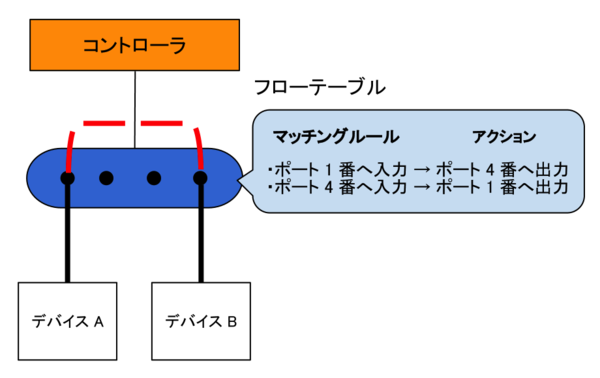 コントローラ
フローテーブル
マッチングルール アクション
・ポート 1 番へ入力 → ポート 4 番へ出力
・ポート 4 番へ入力 → ポート 1 番へ出力
デバイス A デバイス B